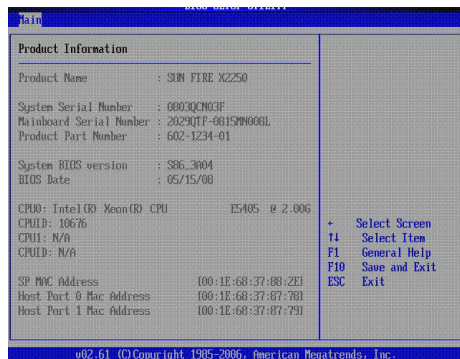 BIOS SETUP UTILITY
Main
Product Information
Product Name : SUN FIRE X2250
System Serial Number : 0803QCN03F
Mainboard Serial Number : 2029QTF-0815MN008L
Product Part Number : 602-1234-01
System BIOS version : S86_3A04
BIOS Date : 05/15/08
CPU0: Intel(R) Xeon(R) CPU E5405 @ 2.00G
CPUID: 10676
CPU1: N/A
CPUID: N/A
SP MAC Address [00:1E:68:37:88:2E]
Host Port 0 Mac Address [00:1E:68:37:87:78]
Host Port 1 Mac Address [00:1E:68:37:87:79]
← Select Screen
↑↓ Select Item
F1 General Help
F10 Save and Exit
ESC Exit
v02.61 (C)Copyright 1985-2006, American Megatrends, Inc.